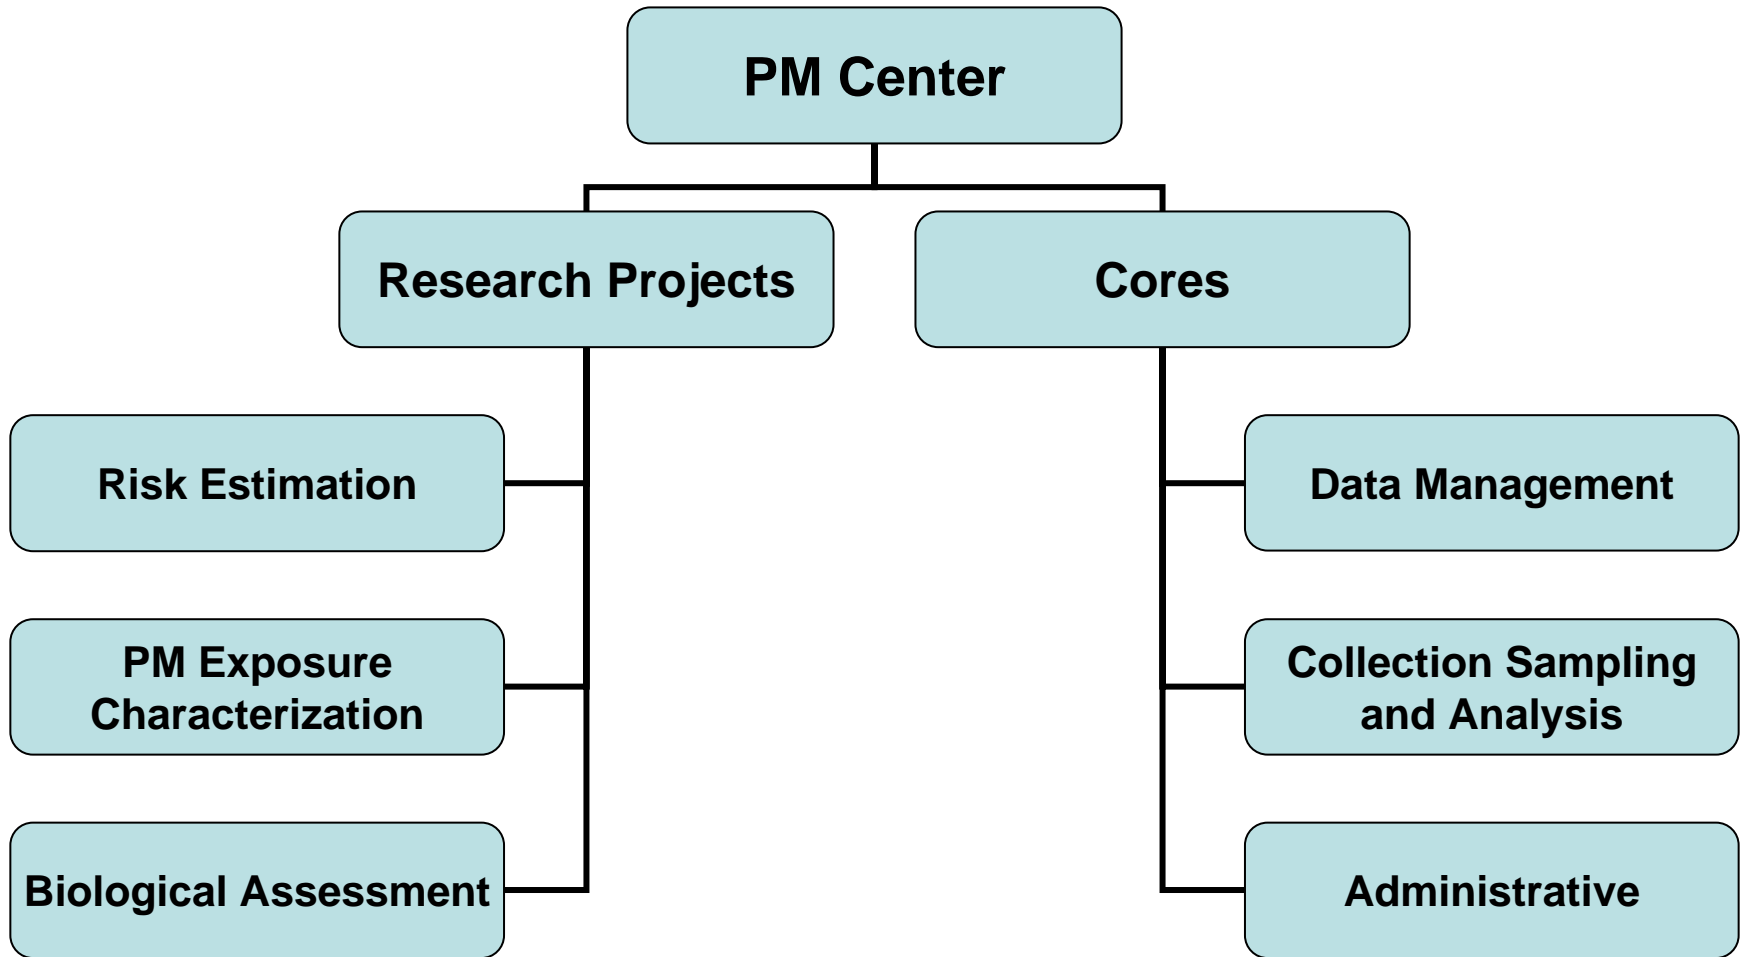 PM Center
Research Projects
Cores
Risk Estimation
Data Management
PM Exposure
Characterization
Collection Sampling
and Analysis
Biological Assessment
Administrative